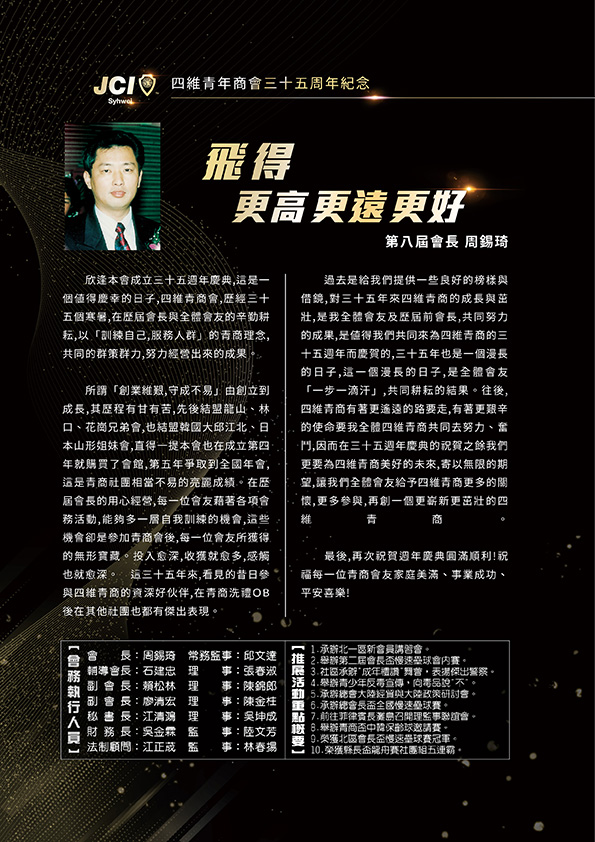 JCI
Syhwei
四維青年商會三十五周年紀念
飛得
更高更遠更好
第八屆會長 周錫琦
欣逢本會成立三十五週年慶典,這是一
個值得慶幸的日子,四維青商會,歷經三十
五個寒暑,在歷屆會長與全體會友的辛勤耕
耘,以「訓練自己,服務人群」的青商理念,
共同的群策群力,努力經營出來的成果。
所謂「創業維艱,守成不易」由創立到
成長,其歷程有甘有苦,先後結盟龍山、林
口、花崗兄弟會,也結盟韓國大邱江北、日
本山形姐妹會,直得一提本會也在成立第四
年就購買了會館,第五年爭取到全國年會,
這是青商社團相當不易的亮麗成績。在歷
屆會長的用心經營,每一位會友藉著各項會
務活動,能夠多一層自我訓練的機會,這些
機會卻是參加青商會後,每一位會友所獲得
的無形寶藏。投入愈深,收獲就愈多,感觸
也就愈深。 這三十五年來,看見的昔日參
與四維青商的資深好伙伴,在青商洗禮OB
後在其他社團也都有傑出表現。
過去是給我們提供一些良好的榜樣與
借鏡,對三十五年來四維青商的成長與茁
壯,是我全體會友及歷屆前會長,共同努力
的成果,是值得我們共同來為四維青商的三
十五週年而慶賀的,三十五年也是一個漫長
的日子,這一個漫長的日子,是全體會友
「一步一滴汗」,共同耕耘的結果。往後,
四維青商有著更遙遠的路要走,有著更艱辛
的使命要我全體四維青商共同去努力、奮
鬥,因而在三十五週年慶典的祝賀之餘我們
更要為四維青商美好的未來,寄以無限的期
望,讓我們全體會友給予四維青商更多的關
懷,更多參與,再創一個更嶄新更茁壯的四
維青商。
最後,再次祝賀週年慶典圓滿順利!祝
福每一位青商會友家庭美滿、事業成功、
平安喜樂!
【會務執行人員】
會長:周錫琦 常務監事:邱文達
輔導會長:石建忠 理事:張春淑
副會長:賴松林 理事:陳錦郎
副會長:廖清宏 理事:陳金柱
秘書長:江清鴻 理事:吳坤成
財務長:吳金霖 監事:陸文芳
法制顧問:江正荿 監事:林春揚
【推展活動重點概要】
1.承辦北一區新會員講習會。
2.舉辦第二屆會長盃慢速壘球會內賽。
3.社區承辦"成年禮讚"舞會,表揚傑出警察。
4.舉辦青少年反毒宣傳,向毒品說"不"。
5.承辦總會大陸經貿與大陸政策研討會。
6.承辦總會長盃全國慢速壘球賽。
7.前往菲律賓長灘島召開理監事聯誼會。
8.舉辦青商盃中韓保齡球邀請賽。
9.榮獲北區會長盃慢速壘球賽冠軍。
10.榮獲縣長盃龍舟賽社團組五連霸。